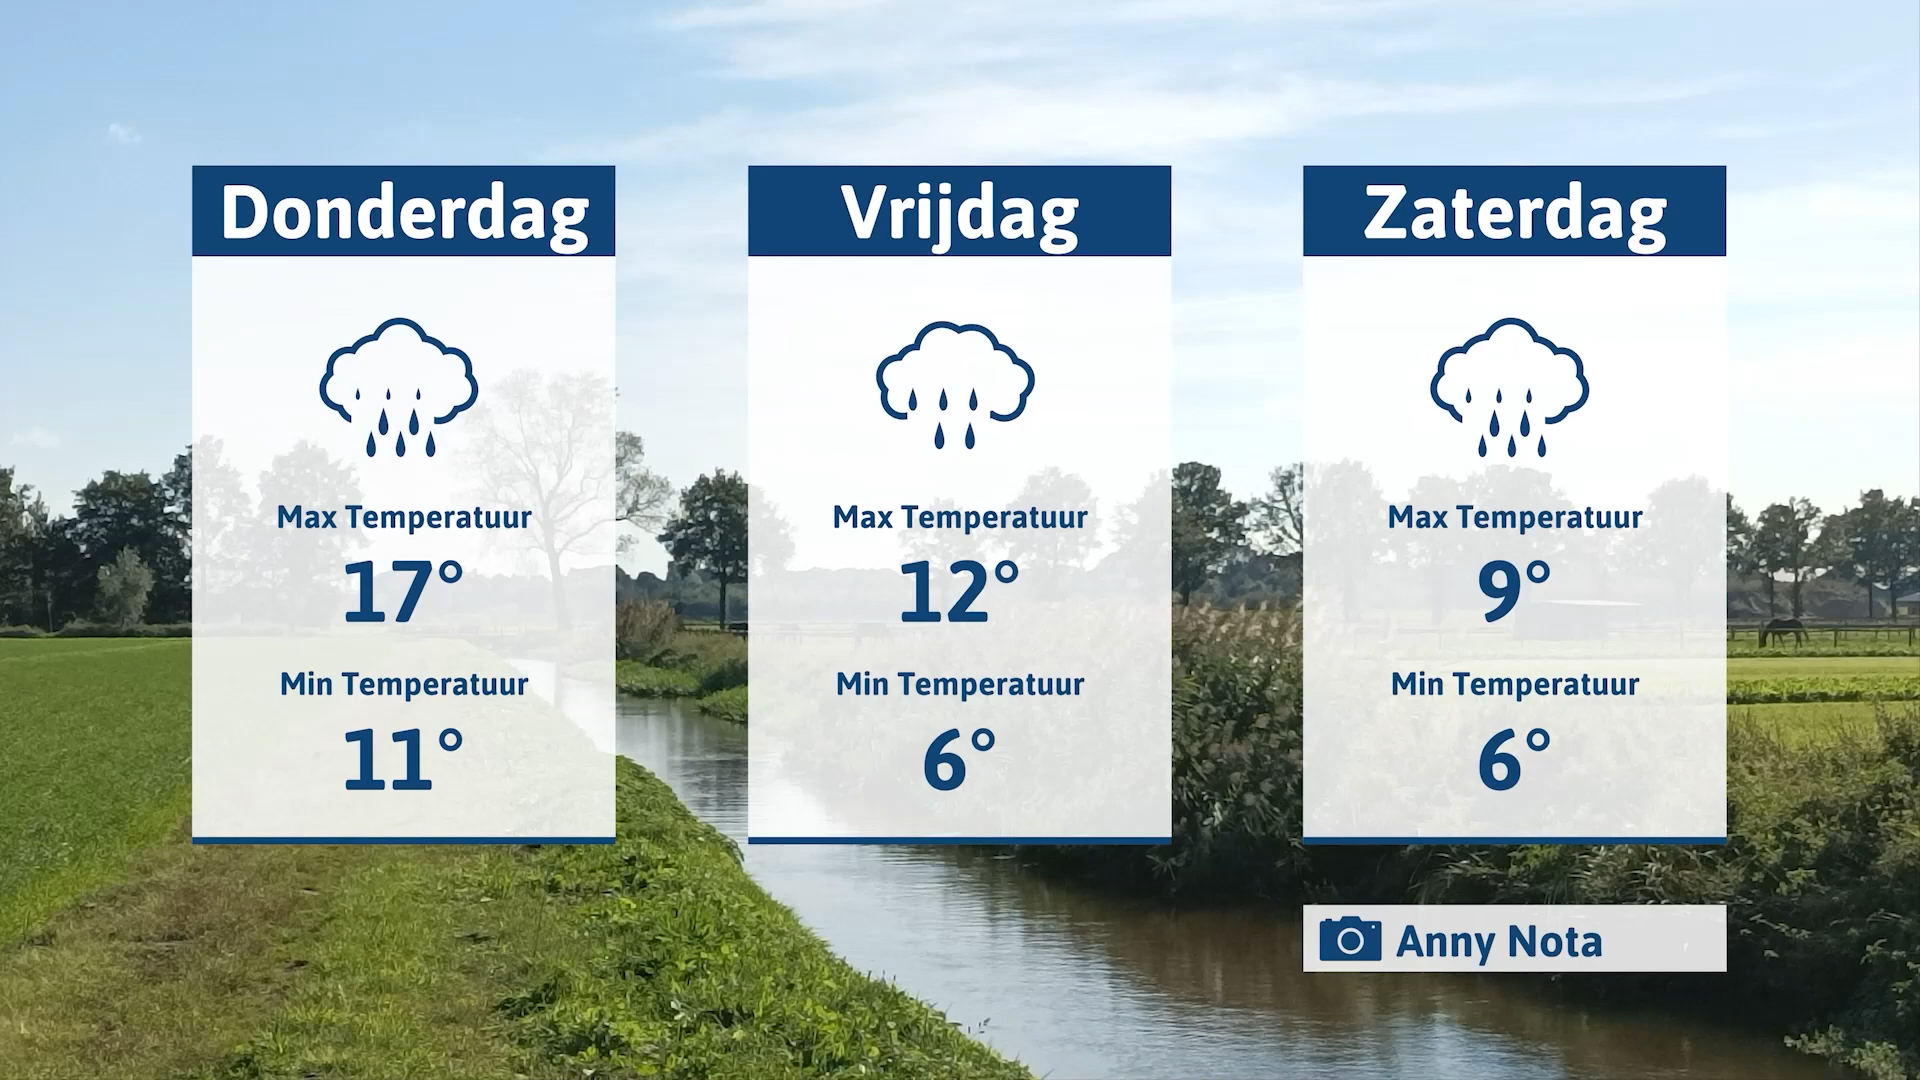 Donderdag
Max Temperatuur
17°
Min Temperatuur
11°
Vrijdag
Max Temperatuur
12°
Min Temperatuur
6°
Zaterdag
Max Temperatuur
9°
Min Temperatuur
6°
Anny Nota